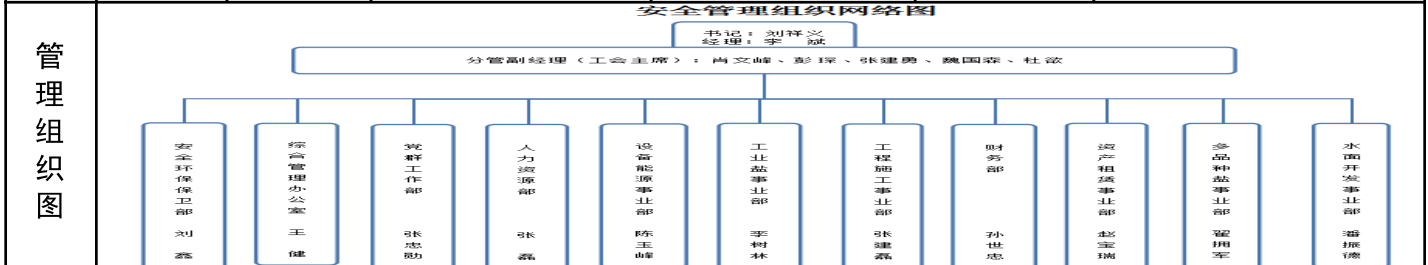 管理组织图
安全管理组织网络图
书记：刘祥义
经理：李 斌
分管副经理（工会主席）：肖文峰、彭琛、张建勇、魏国森、杜欲
安全环保保卫部 刘 鑫
综合管理办公室 王 健
党群工作部 张忠勋
人力资源部 张 磊
设备能源事业部 陈玉峰
工业盐事业部 李树林
工程施工事业部 张建磊
财务部 孙世忠
资产租赁事业部 赵宝瑞
多品种盐事业部 翟拥军
水面开发事业部 潘振德